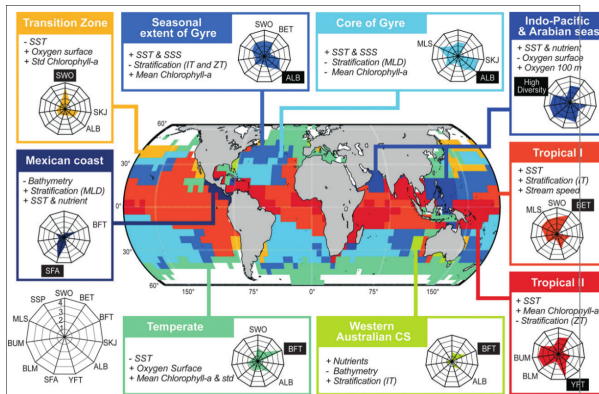 Transition Zone
- SST
+ Oxygen surface
+ Std Chlorophyll-a
SWO
SKJ
ALB
Seasonal
extent of Gyre
+ SST & SSS
- Stratification (IT and ZT)
+ Mean Chlorophyll-a
SWO
BET
ALB
Core of Gyre
+ SST & SSS
- Stratification (MLD)
- Mean Chlorophyll-a
MLS
SKJ
ALB
Indo-Pacific
& Arabian seas
+ SST & nutrient
- Oxygen surface
+ Oxygen 100 m
High
Diversity
Mexican coast
- Bathymetry
+ Stratification (MLD)
+ SST & nutrient
BFT
SFA
60°
30°
0°
30°
60°
150°
75°
0°
75°
150°
60°
Tropical I
+ SST
+ Stratification (iT)
+ Stream speed
SWO
MLS
BET
Tropical II
+ SST
+ Mean Chlorophyll-a
- Stratification (ZT)
BUM
BLM
YFT
SWO
SSP
BET
MLS
BFT
BUM
SKJ
BLM
ALB
SFA
YFT
4
3
2
1
Temperate
- SST
+ Oxygen Surface
+ Mean Chlorophyll-a & std
SWO
BFT
ALB
Western
Australian CS
+ Nutrients
- Bathymetry
+ Stratification (IT)
BFT
ALB